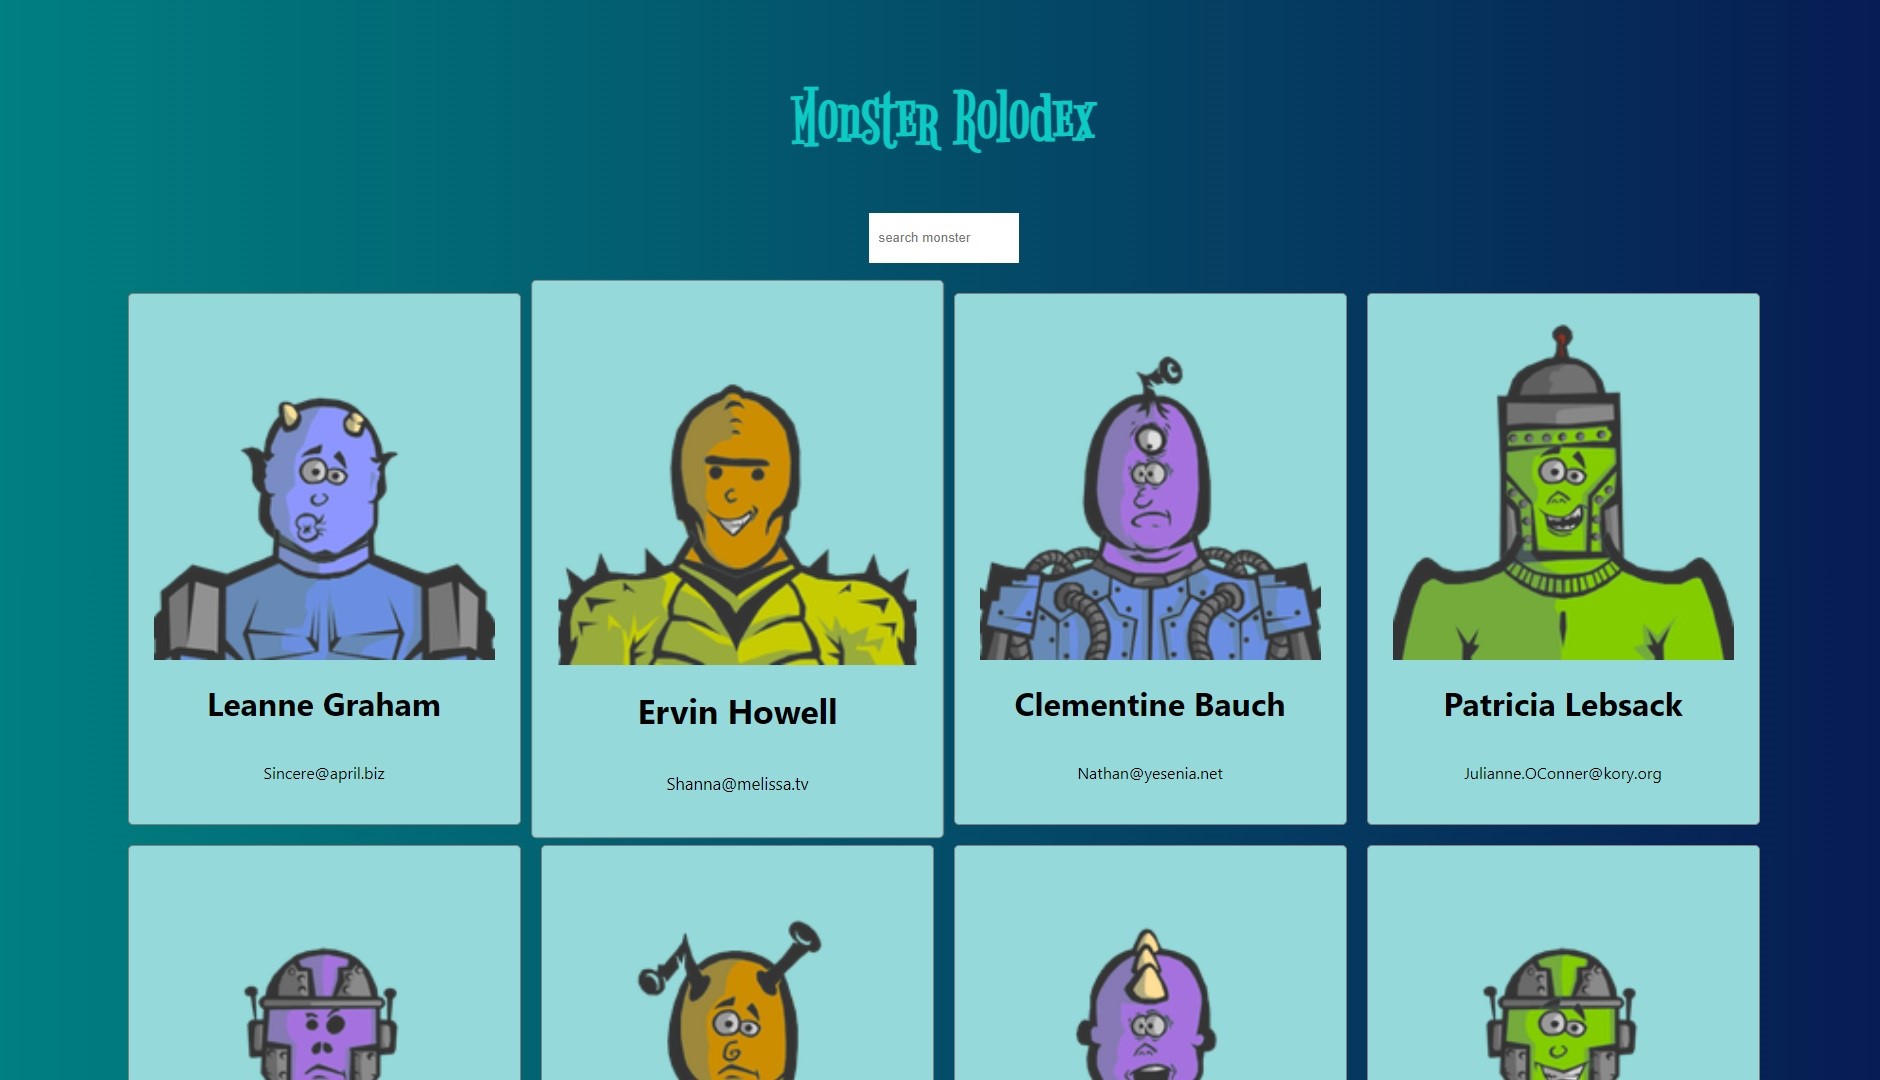 Monster Rolodex
search monster
Leanne Graham
Sincere@april.biz
Ervin Howell
Shanna@melissa.tv
Clementine Bauch
Nathan@yesenia.net
Patricia Lebsack
Julianne.OConner@kory.org